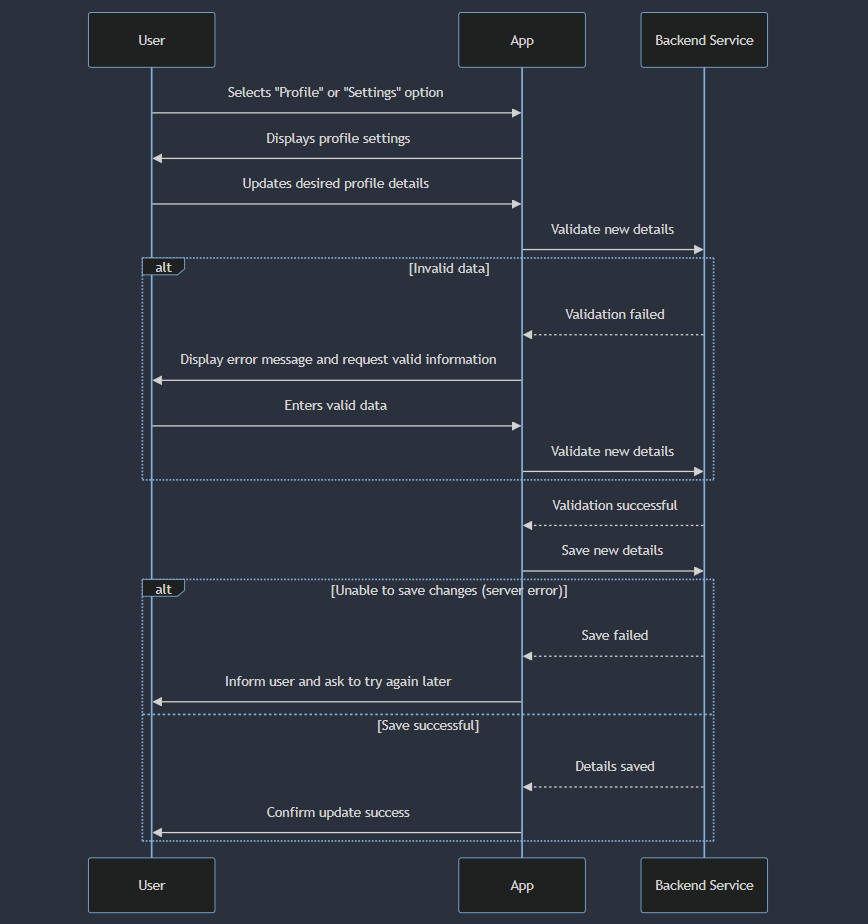 User
App
Backend Service
Selects "Profile" or "Settings" option
Displays profile settings
Updates desired profile details
Validate new details
alt
[Invalid data]
Validation failed
Display error message and request valid information
Enters valid data
Validate new details
Validation successful
Save new details
alt
[Unable to save changes (server error)]
Save failed
Inform user and ask to try again later
[Save successful]
Details saved
Confirm update success
User
App
Backend Service